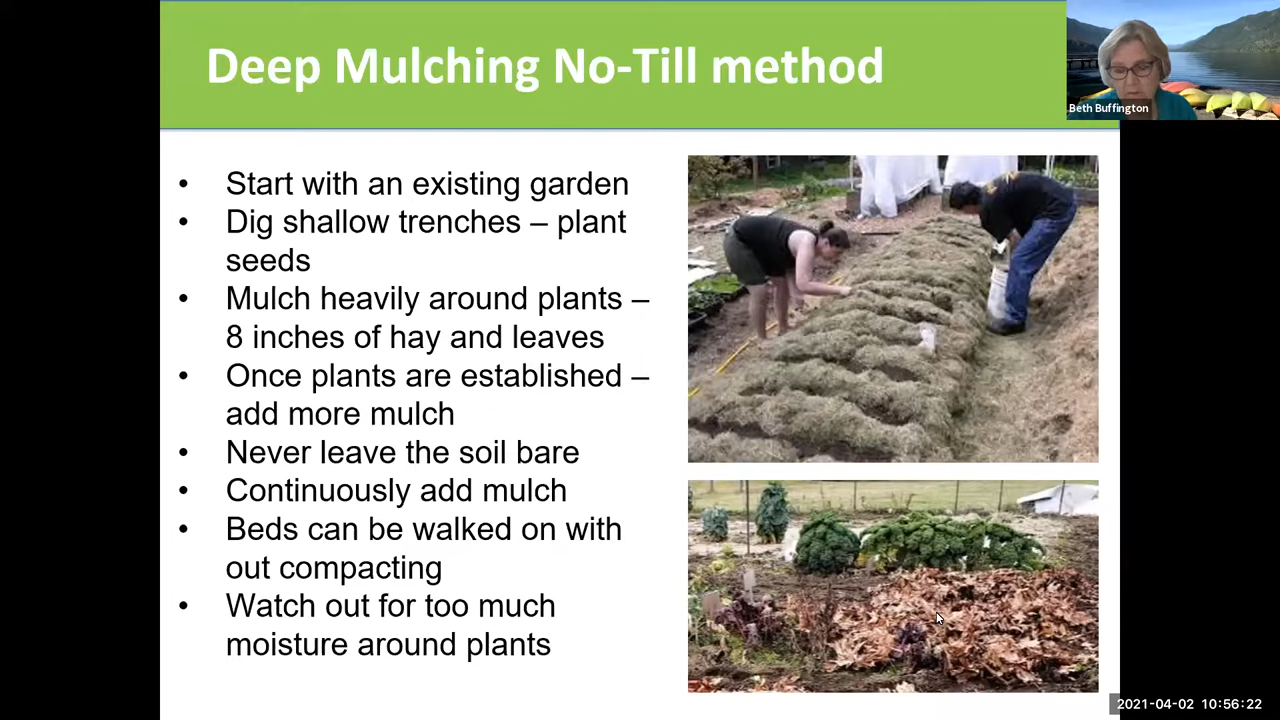 Deep Mulching No-Till method
Beth Buffington
• Start with an existing garden
• Dig shallow trenches – plant
seeds
• Mulch heavily around plants –
8 inches of hay and leaves
• Once plants are established –
add more mulch
• Never leave the soil bare
• Continuously add mulch
• Beds can be walked on with
out compacting
• Watch out for too much
moisture around plants
2021-04-02 10:56:22